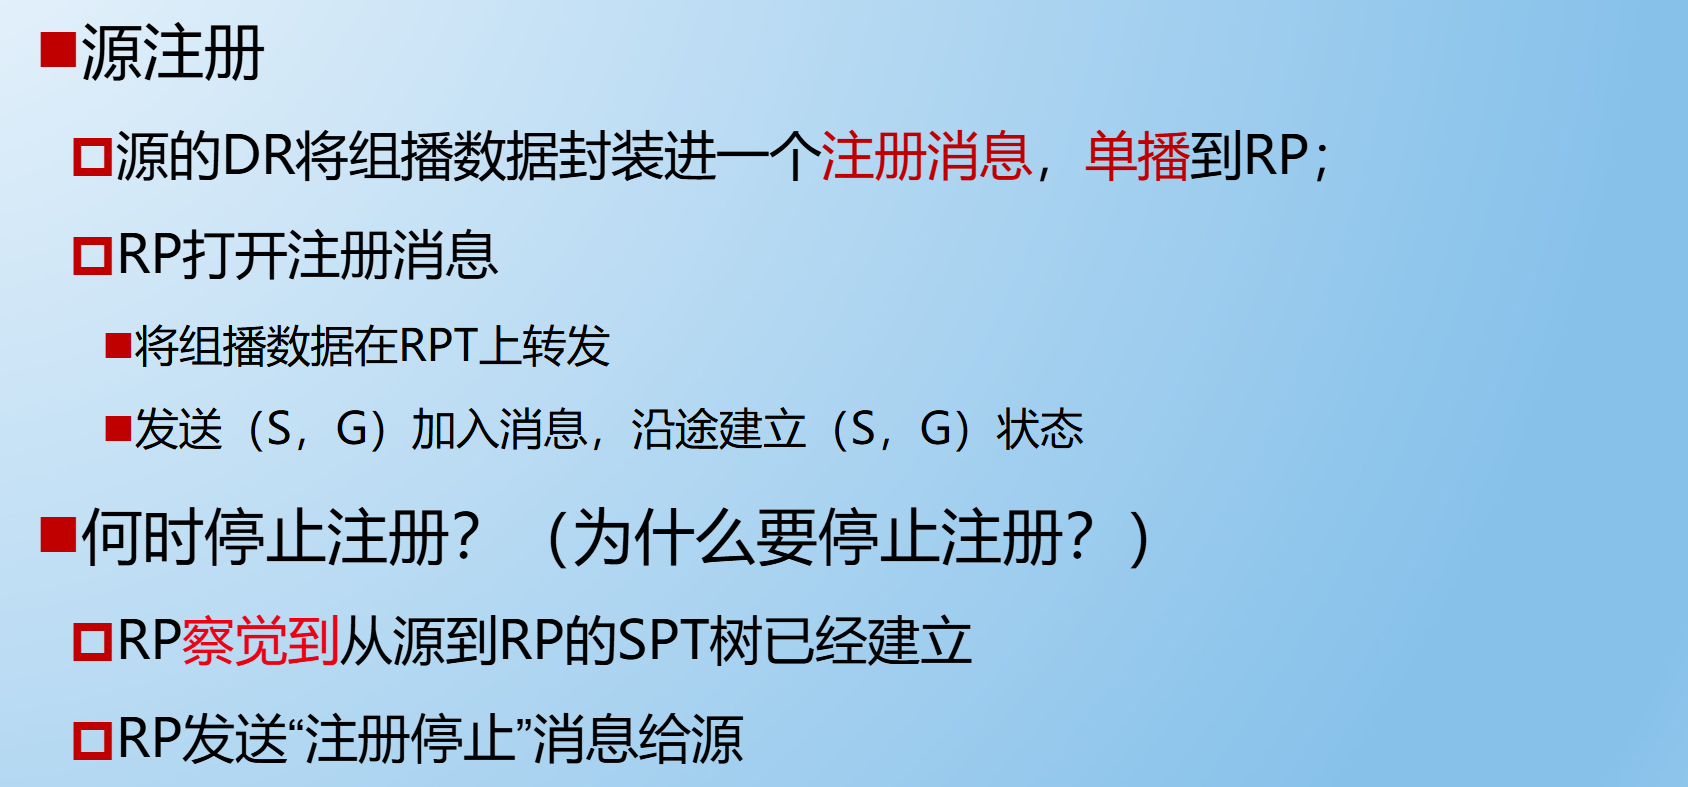 源注册
源的DR将组播数据封装进一个注册消息，单播到RP；
RP打开注册消息
将组播数据在RPT上转发
发送（S，G）加入消息，沿途建立（S，G）状态
何时停止注册？（为什么要停止注册？）
RP察觉到从源到RP的SPT树已经建立
RP发送“注册停止”消息给源